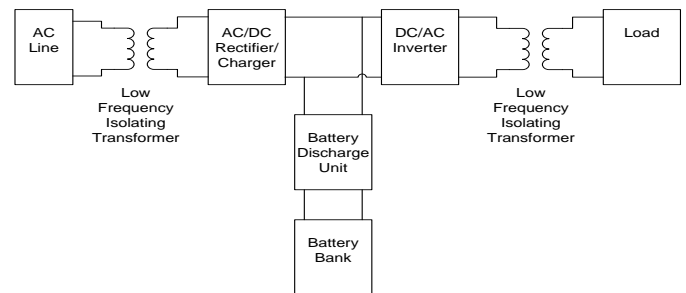 AC
Line
AC/DC
Rectifier/
Charger
DC/AC
Inverter
Load
Low
Frequency
Isolating
Transformer
Low
Frequency
Isolating
Transformer
Battery
Discharge
Unit
Battery
Bank